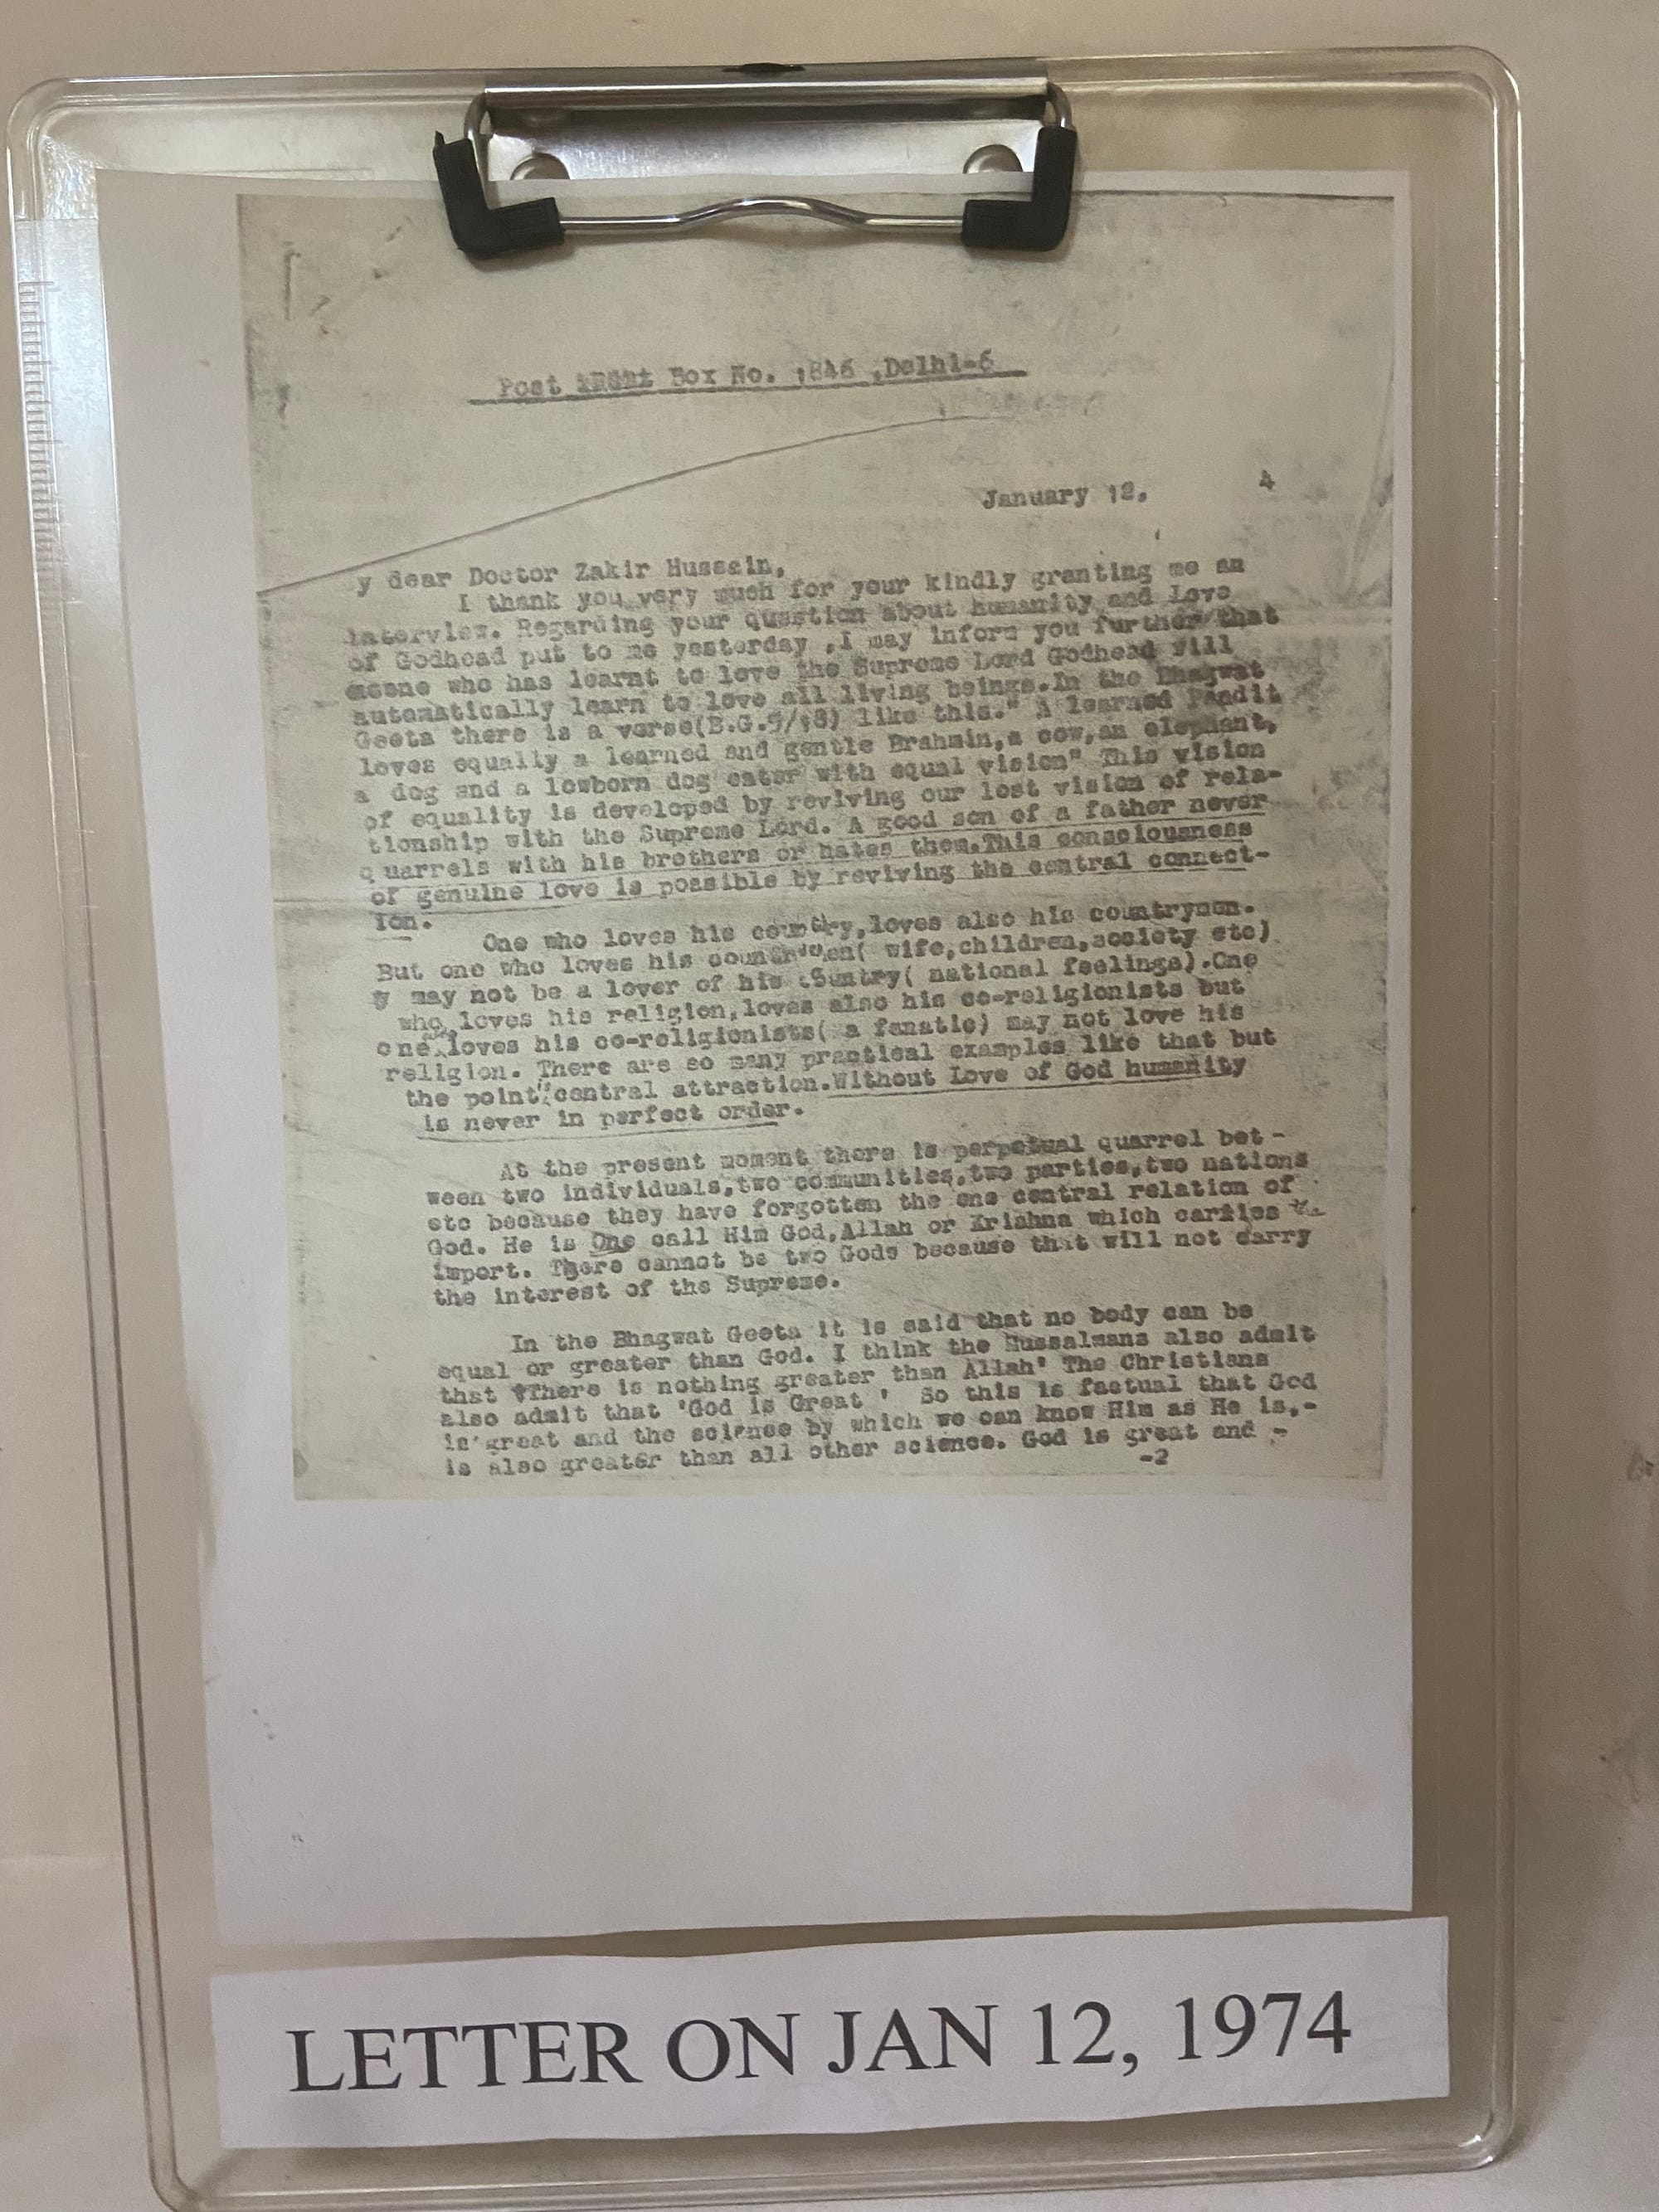 Post Box No. 1846 ,Delhi-6
January 12, 4
y dear Doctor Zakir Hussain,
I thank you very much for your kindly granting me an
interview. Regarding your question about humanity and Love
of Godhead put to me yesterday ,I may inform you further that
who has learnt to love the Supreme Lord Godhead will
automatically learn to love all living beings.In the Bhagwat
Geeta there is a verse(B.G.5/18) like this." A learned Pandit
loves equally a learned and gentle Brahmin,a cow,an elephant,
a dog and a lowborn dog eater with equal vision" This vision
of equality is developed by reviving our lost vision of rela-
tionship with the Supreme Lord. A good son of a father never
quarrels with his brothers or hates them.This consciousness
of genuine love is possible by reviving the central connect-
ion.
One who loves his country,loves also his countrymen.
But one who loves his ( wife,children,society etc)
may not be a lover of his country( national feelings).One
who loves his religion,loves also his co-religionists but
one loves his co-religionists( a fanatic) may not love his
religion. There are so many practical examples like that but
the point central attraction.Without Love of God humanity
is never in perfect order.
At the present moment there is perpetual quarrel bet-
ween two individuals,two communities,two parties,two nations
etc because they have forgotten the one central relation of
God. He is One call Him God,Allah or Krishna which carries
import. There cannot be two Gods because that will not carry
the interest of the Supreme.
In the Bhagwat Geeta it is said that no body can be
equal or greater than God. I think the Mussalmans also admit
that 'There is nothing greater than Allah' The Christians
also admit that 'God is Great ' So this is factual that God
is great and the science by which we can know Him as He is,-
is also greater than all other science. God is great and -
-2
LETTER ON JAN 12, 1974